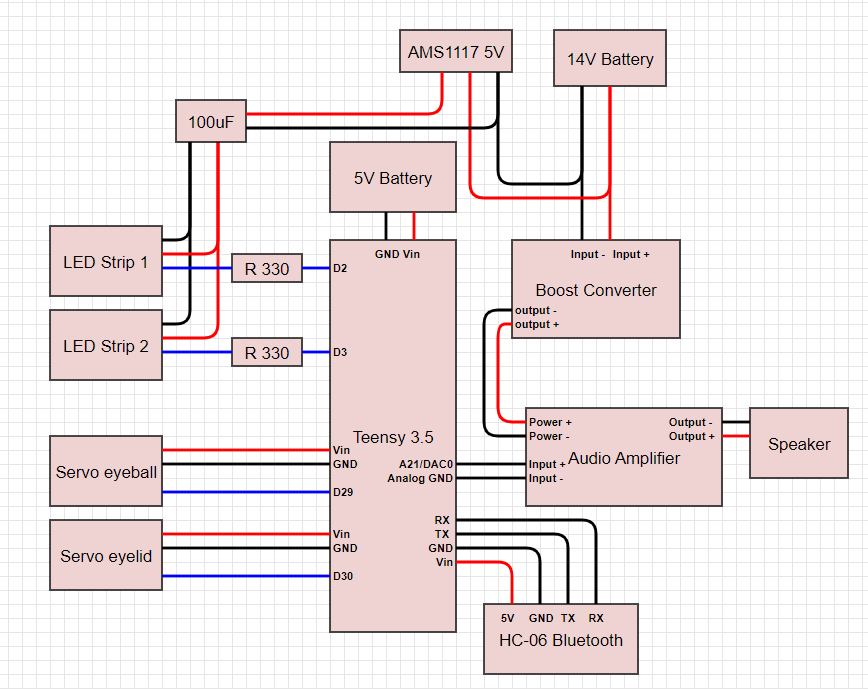 AMS1117 5V
14V Battery
100uF
5V Battery
GND Vin
Input - Input +
LED Strip 1
R 330
D2
Boost Converter
output -
output +
LED Strip 2
R 330
D3
Teensy 3.5
Power +
Power -
Output -
Output +
Audio Amplifier
Speaker
Servo eyeball
Vin
GND
D29
A21/DAC0
Analog GND
Input +
Input -
Servo eyelid
Vin
GND
D30
RX
TX
GND
Vin
5V GND TX RX
HC-06 Bluetooth